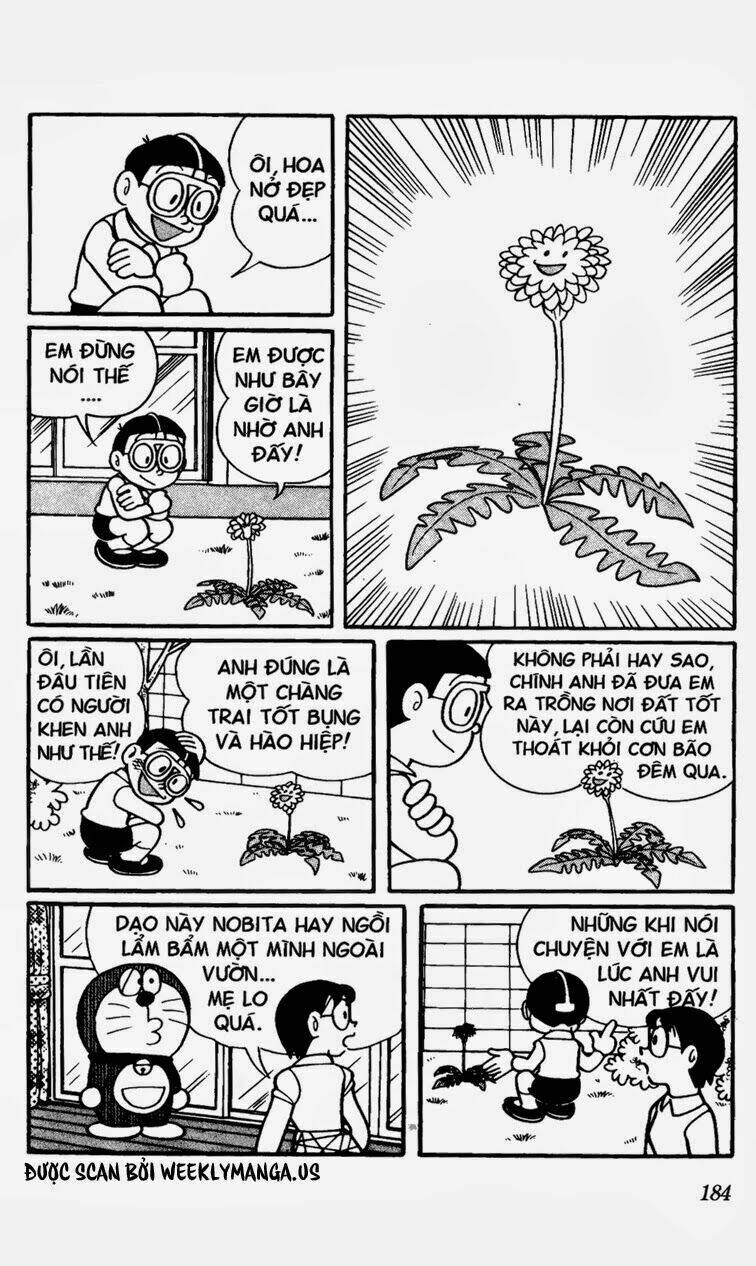 ÔI, HOA
NỞ ĐẸP
QUÁ...
EM ĐỪNG
NÓI THẾ
....
EM ĐƯỢC
NHƯ BÂY
GIỜ LÀ
NHỜ ANH
ĐẤY!
ÔI, LẦN
ĐẦU TIÊN
CÓ NGƯỜI
KHEN ANH
NHƯ THẾ!
ANH ĐÚNG LÀ
MỘT CHÀNG
TRAI TỐT BỤNG
VÀ HÀO HIỆP!
KHÔNG PHẢI HAY SAO,
CHÍNH ANH ĐÃ ĐƯA EM
RA TRỒNG NƠI ĐẤT TỐT
NÀY, LẠI CÒN CỨU EM
THOÁT KHỎI CƠN BÃO
ĐÊM QUA.
DẠO NÀY NOBITA HAY NGỒI
LẨM BẨM MỘT MÌNH NGOÀI
VƯỜN...
MẸ LO
QUÁ.
NHỮNG KHI NÓI
CHUYỆN VỚI EM LÀ
LÚC ANH VUI
NHẤT ĐẤY!
ĐƯỢC SCAN BỞI WEEKLYMANGA.US
184